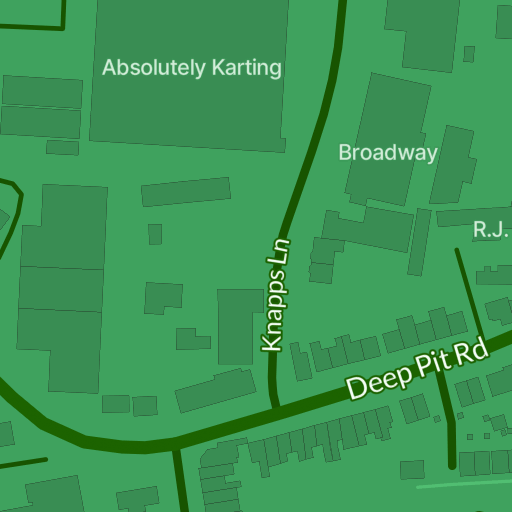 Absolutely Karting
Broadway
R.J.
Knapps Ln
Deep Pit Rd